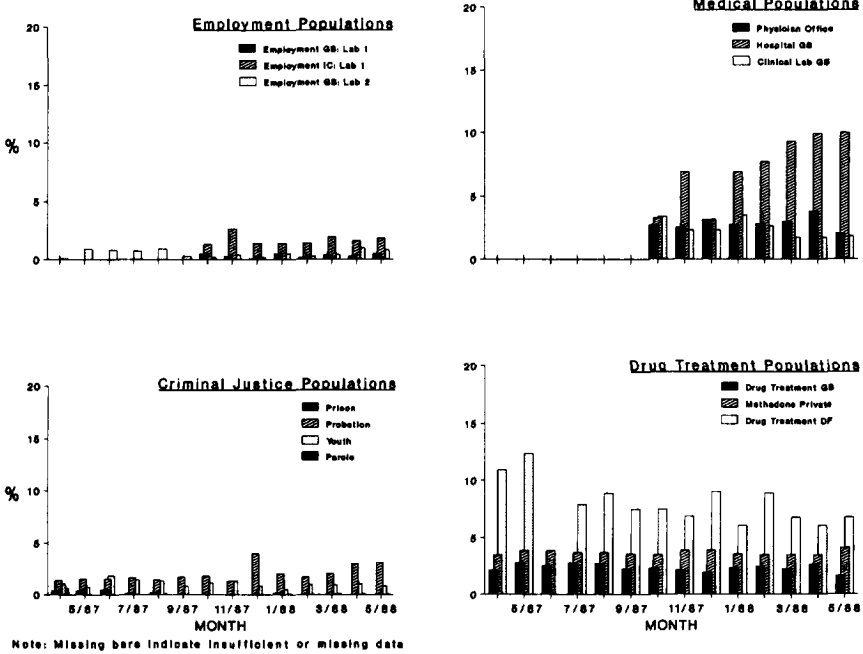 Employment Populations
20
15
10
5
0
%
Employment GS: Lab 1
Employment IC: Lab 1
Employment GS: Lab 2
Medical Populations
20
15
10
5
0
Physician Office
Hospital GS
Clinical Lab GS
Criminal Justice Populations
20
15
10
5
0
%
Prison
Probation
Youth
Parole
5/87 7/87 9/87 11/87 1/88 3/88 5/88
MONTH
Drug Treatment Populations
20
15
10
5
0
Drug Treatment GS
Methadone Private
Drug Treatment DF
5/87 7/87 9/87 11/87 1/88 3/88 5/88
MONTH
Note: Missing bars indicate insufficient or missing data